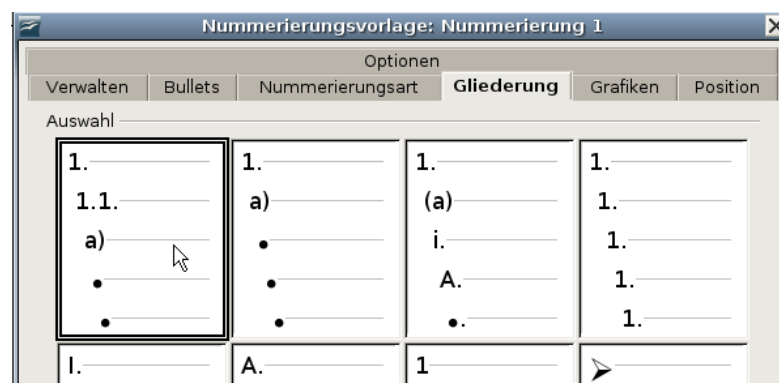 Nummerierungsvorlage: Nummerierung 1
Optionen
Verwalten Bullets Nummerierungsart Gliederung Grafiken Position
Auswahl
1. 1. 1. 1.
1.1. a) (a) 1.
a) • i. 1.
• • A. 1.
• • •. 1.
I. A. 1 ➢